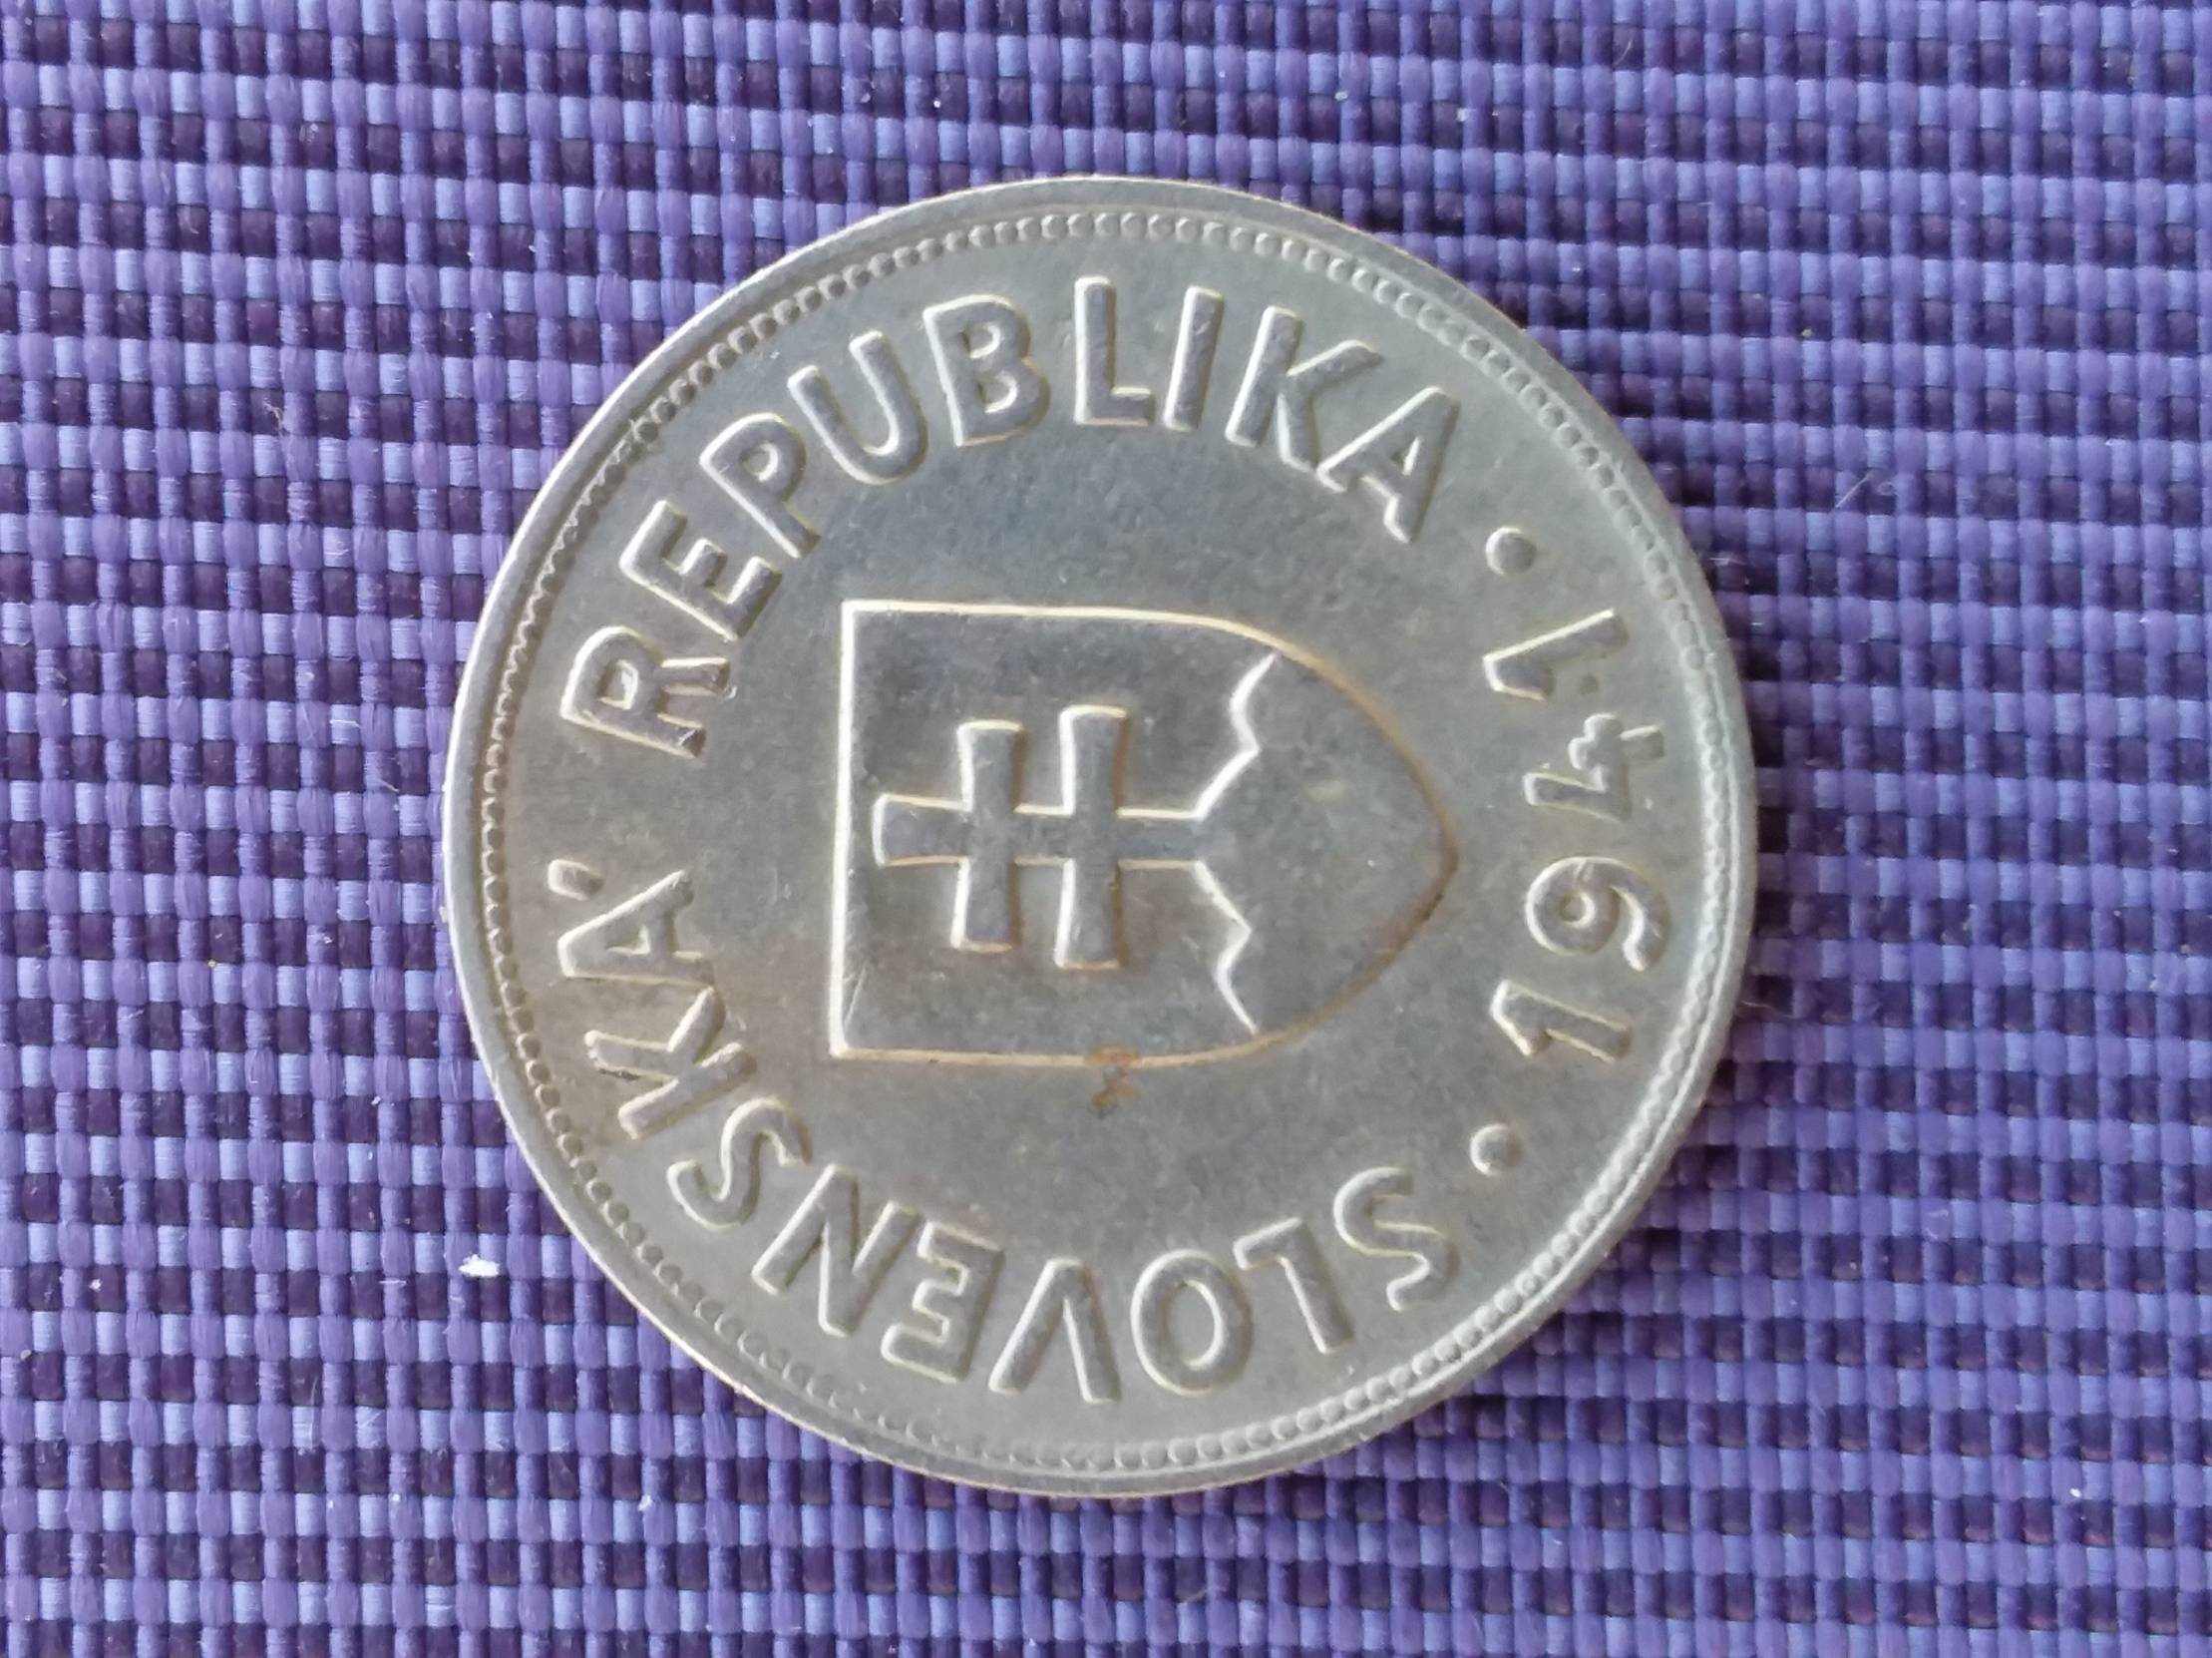 SLOVENSKÁ REPUBLIKA
• 1941 •